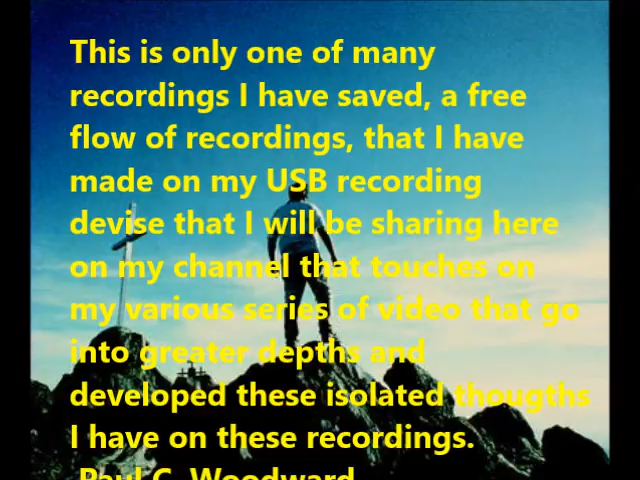 This is only one of many
recordings I have saved, a free
flow of recordings, that I have
made on my USB recording
devise that I will be sharing here
on my channel that touches on
my various series of video that go
into greater depths and
developed these isolated thougths
I have on these recordings.
Paul C. Woodward